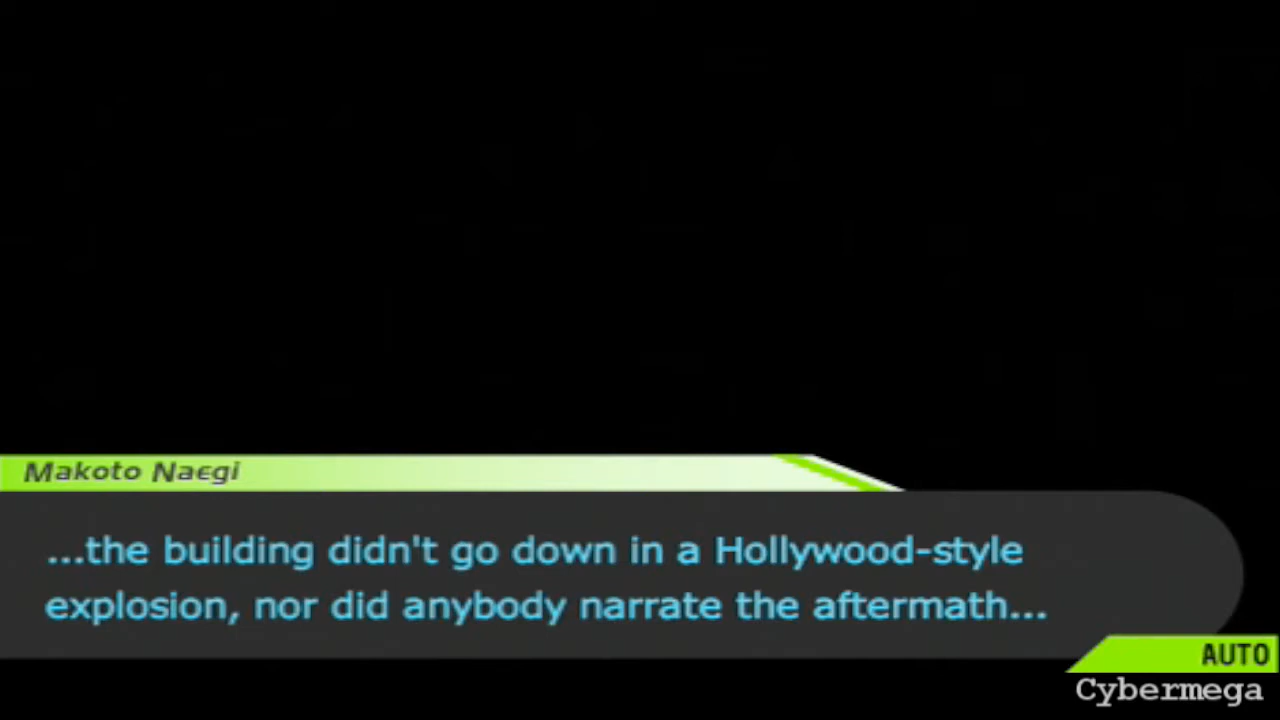 Makoto Naegi
...the building didn't go down in a Hollywood-style
explosion, nor did anybody narrate the aftermath...
AUTO
Cybermega